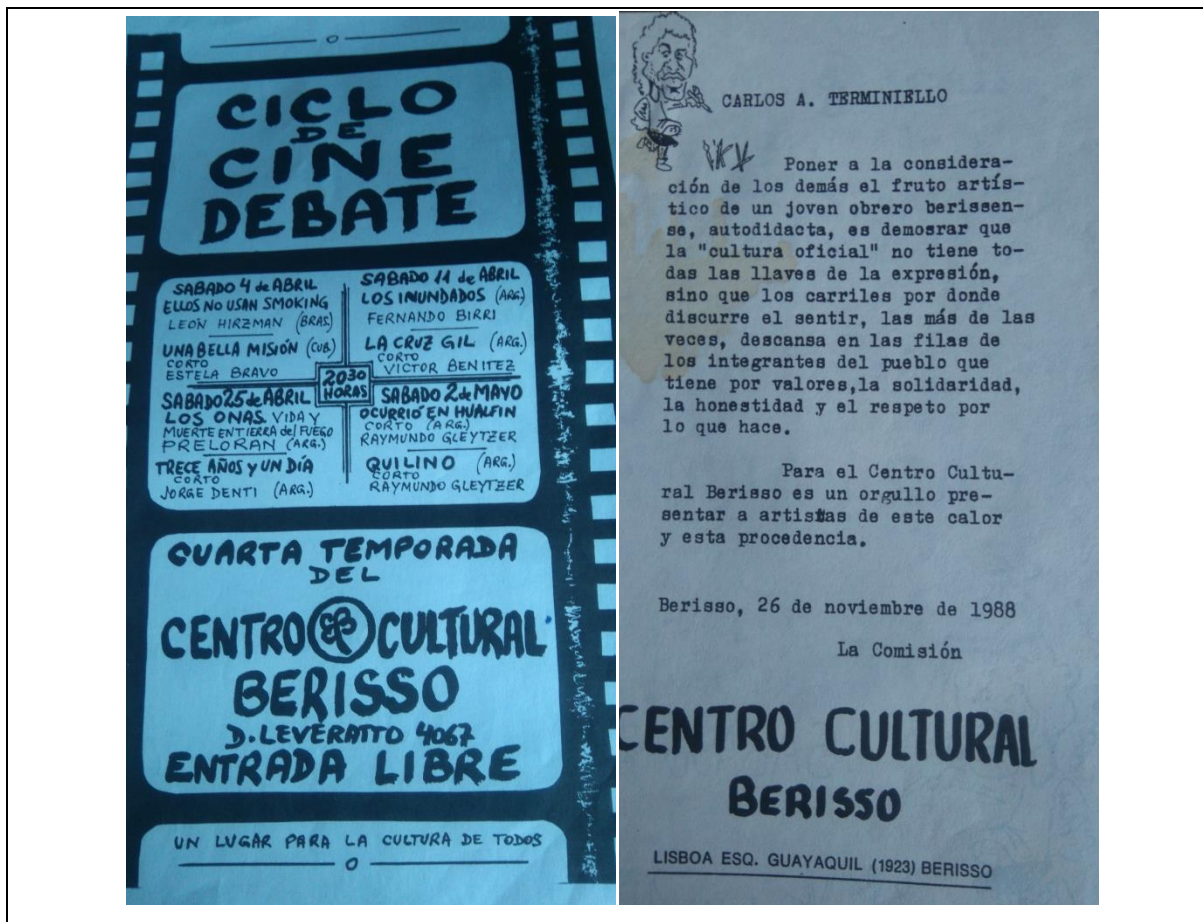 CICLO
DE
CINE
DEBATE
SABADO 4 de ABRIL
ELLOS NO USAN SMOKING
LEON HIRZMAN (BRAS.)
UNA BELLA MISIÓN (CUB.)
CORTO
ESTELA BRAVO
SABADO 11 de ABRIL
LOS INUNDADOS (ARG.)
FERNANDO BIRRI
LA CRUZ GIL (ARG.)
CORTO
VICTOR BENITEZ
20³⁰
HORAS
SABADO 25 de ABRIL
LOS ONAS VIDA Y
MUERTE EN TIERRA del FUEGO
PRELORAN (ARG.)
TRECE AÑOS Y UN DÍA
CORTO
JORGE DENTI (ARG.)
SABADO 2 de MAYO
OCURRIÓ EN HUALFIN
CORTO (ARG.)
RAYMUNDO GLEYTZER
QUILINO (ARG.)
CORTO
RAYMUNDO GLEYTZER
CUARTA TEMPORADA
DEL
CENTRO CULTURAL
BERISSO
D. LEVERATTO 4067
ENTRADA LIBRE
UN LUGAR PARA LA CULTURA DE TODOS
CARLOS A. TERMINIELLO
Poner a la considera-
ción de los demás el fruto artís-
tico de un joven obrero berissen-
se, autodidacta, es demosrar que
la "cultura oficial" no tiene to-
das las llaves de la expresión,
sino que los carriles por donde
discurre el sentir, las más de las
veces, descansa en las filas de
los integrantes del pueblo que
tiene por valores,la solidaridad,
la honestidad y el respeto por
lo que hace.
Para el Centro Cultu-
ral Berisso es un orgullo pre-
sentar a artistas de este calor
y esta procedencia.
Berisso, 26 de noviembre de 1988
La Comisión
CENTRO CULTURAL
BERISSO
LISBOA ESQ. GUAYAQUIL (1923) BERISSO